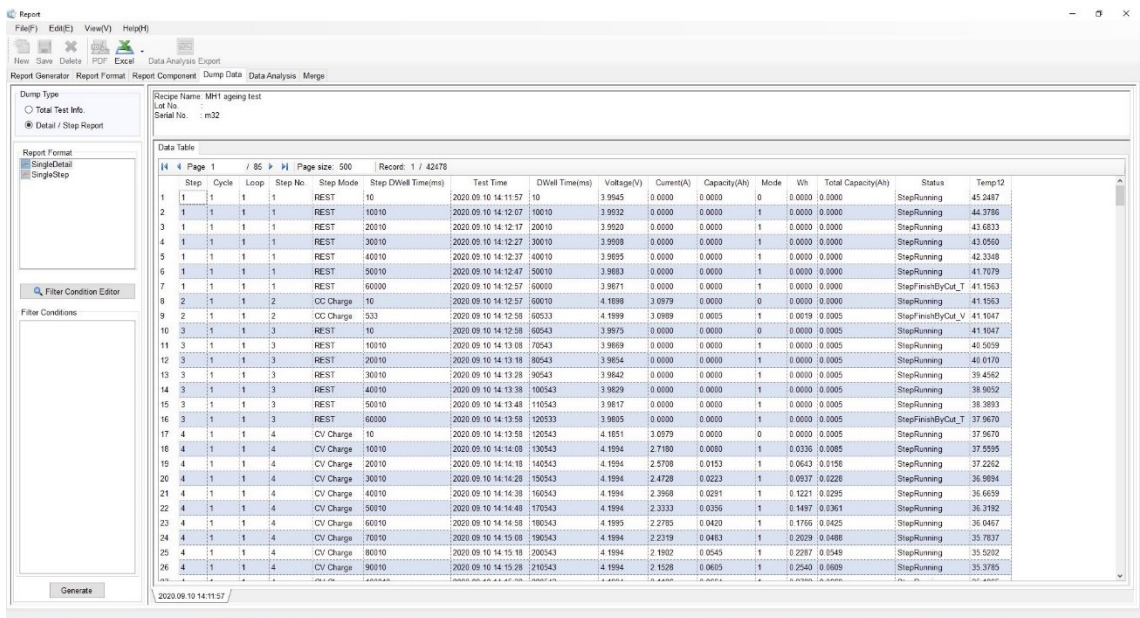 Report
File(F) Edit(E) View(V) Help(H)
New Save Delete PDF Excel Data Analysis Export
Report Generator Report Format Report Component Dump Data Data Analysis Merge
Dump Type
Total Test Info.
Detail / Step Report
Report Format
SingleDetail
SingleStep
Filter Condition Editor
Filter Conditions
Generate
Recipe Name: MH1 ageing test
Lot No. :
Serial No. : m32
Data Table
Page 1 / 85 Page size: 500 Record: 1 / 42478
Step Cycle Loop Step No. Step Mode Step DWell Time(ms) Test Time DWell Time(ms) Voltage(V) Current(A) Capacity(Ah) Mode Wh Total Capacity(Ah) Status Temp12
1 1 1 1 1 REST 10 2020.09.10 14:11:57 10 3.9945 0.0000 0.0000 0 0.0000 0.0000 StepRunning 45.2487
2 1 1 1 1 REST 10010 2020.09.10 14:12:07 10010 3.9932 0.0000 0.0000 1 0.0000 0.0000 StepRunning 44.3786
3 1 1 1 1 REST 20010 2020.09.10 14:12:17 20010 3.9920 0.0000 0.0000 1 0.0000 0.0000 StepRunning 43.6833
4 1 1 1 1 REST 30010 2020.09.10 14:12:27 30010 3.9908 0.0000 0.0000 1 0.0000 0.0000 StepRunning 43.0560
5 1 1 1 1 REST 40010 2020.09.10 14:12:37 40010 3.9895 0.0000 0.0000 1 0.0000 0.0000 StepRunning 42.3348
6 1 1 1 1 REST 50010 2020.09.10 14:12:47 50010 3.9883 0.0000 0.0000 1 0.0000 0.0000 StepRunning 41.7079
7 1 1 1 1 REST 60000 2020.09.10 14:12:57 60000 3.9871 0.0000 0.0000 1 0.0000 0.0000 StepFinishByCut_T 41.1563
8 2 1 1 2 CC Charge 10 2020.09.10 14:12:57 60010 4.1898 3.0979 0.0000 0 0.0000 0.0000 StepRunning 41.1563
9 2 1 1 2 CC Charge 533 2020.09.10 14:12:58 60533 4.1999 3.0989 0.0005 1 0.0019 0.0005 StepFinishByCut_V 41.1047
10 3 1 1 3 REST 10 2020.09.10 14:12:58 60543 3.9975 0.0000 0.0000 0 0.0000 0.0005 StepRunning 41.1047
11 3 1 1 3 REST 10010 2020.09.10 14:13:08 70543 3.9869 0.0000 0.0000 1 0.0000 0.0005 StepRunning 40.5059
12 3 1 1 3 REST 20010 2020.09.10 14:13:18 80543 3.9854 0.0000 0.0000 1 0.0000 0.0005 StepRunning 40.0170
13 3 1 1 3 REST 30010 2020.09.10 14:13:28 90543 3.9842 0.0000 0.0000 1 0.0000 0.0005 StepRunning 39.4562
14 3 1 1 3 REST 40010 2020.09.10 14:13:38 100543 3.9829 0.0000 0.0000 1 0.0000 0.0005 StepRunning 38.9052
15 3 1 1 3 REST 50010 2020.09.10 14:13:48 110543 3.9817 0.0000 0.0000 1 0.0000 0.0005 StepRunning 38.3893
16 3 1 1 3 REST 60000 2020.09.10 14:13:58 120533 3.9805 0.0000 0.0000 1 0.0000 0.0005 StepFinishByCut_T 37.9670
17 4 1 1 4 CV Charge 10 2020.09.10 14:13:58 120543 4.1851 3.0979 0.0000 0 0.0000 0.0005 StepRunning 37.9670
18 4 1 1 4 CV Charge 10010 2020.09.10 14:14:08 130543 4.1994 2.7180 0.0080 1 0.0336 0.0085 StepRunning 37.5595
19 4 1 1 4 CV Charge 20010 2020.09.10 14:14:18 140543 4.1994 2.5708 0.0153 1 0.0643 0.0158 StepRunning 37.2262
20 4 1 1 4 CV Charge 30010 2020.09.10 14:14:28 150543 4.1994 2.4728 0.0223 1 0.0937 0.0228 StepRunning 36.9894
21 4 1 1 4 CV Charge 40010 2020.09.10 14:14:38 160543 4.1994 2.3968 0.0291 1 0.1221 0.0295 StepRunning 36.6659
22 4 1 1 4 CV Charge 50010 2020.09.10 14:14:48 170543 4.1994 2.3333 0.0356 1 0.1497 0.0361 StepRunning 36.3192
23 4 1 1 4 CV Charge 60010 2020.09.10 14:14:58 180543 4.1995 2.2785 0.0420 1 0.1766 0.0425 StepRunning 36.0467
24 4 1 1 4 CV Charge 70010 2020.09.10 14:15:08 190543 4.1994 2.2319 0.0483 1 0.2029 0.0488 StepRunning 35.7837
25 4 1 1 4 CV Charge 80010 2020.09.10 14:15:18 200543 4.1994 2.1902 0.0545 1 0.2287 0.0549 StepRunning 35.5202
26 4 1 1 4 CV Charge 90010 2020.09.10 14:15:28 210543 4.1994 2.1528 0.0605 1 0.2540 0.0609 StepRunning 35.3785
2020.09.10 14:11:57